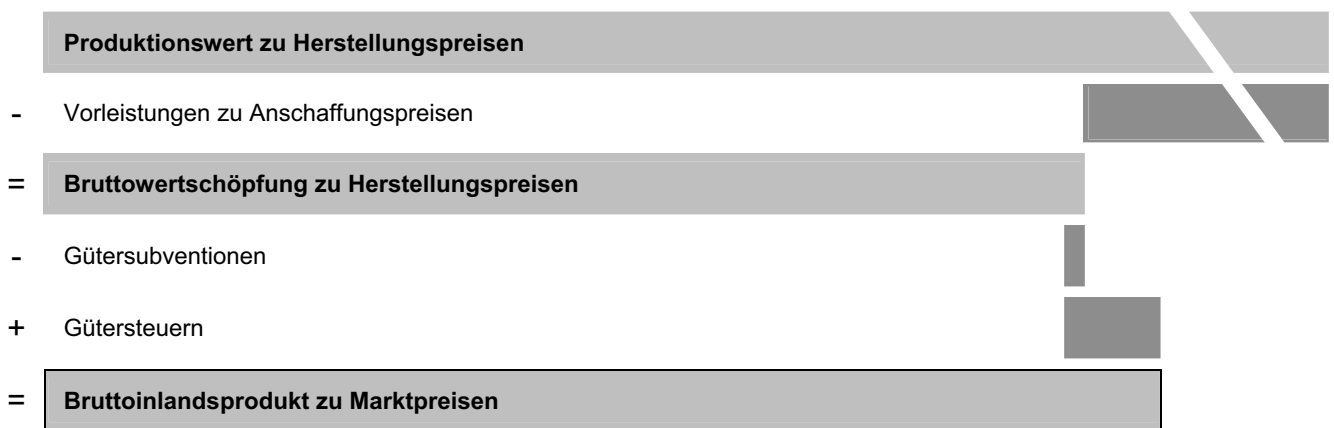 Produktionswert zu Herstellungspreisen
- Vorleistungen zu Anschaffungspreisen
= Bruttowertschöpfung zu Herstellungspreisen
- Gütersubventionen
+ Gütersteuern
= Bruttoinlandsprodukt zu Marktpreisen